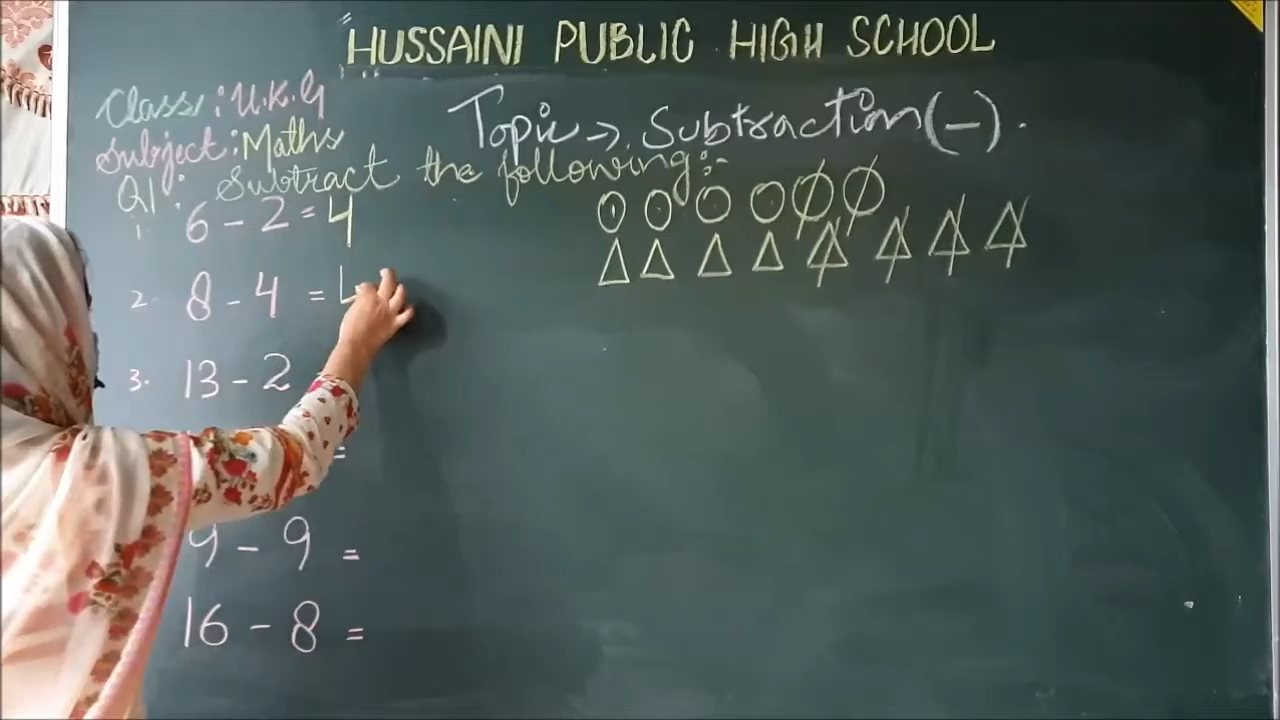 HUSSAINI PUBLIC HIGH SCHOOL
Class: U.K.G
Topic → Subtraction (-).
Subject: Maths
Q1: Subtract the following:-
1. 6 - 2 = 4
2. 8 - 4 = 4
3. 13 - 2
=
9 - 9 =
16 - 8 =